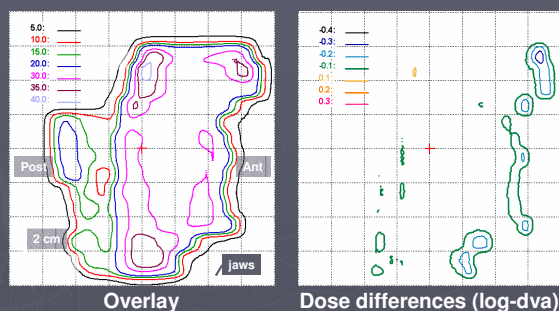 5.0:
10.0:
15.0:
20.0:
30.0:
35.0:
40.0:
Post
Ant
2 cm
jaws
Overlay
-0.4:
-0.3:
-0.2:
-0.1:
0.1:
0.2:
0.3:
Dose differences (log-dva)